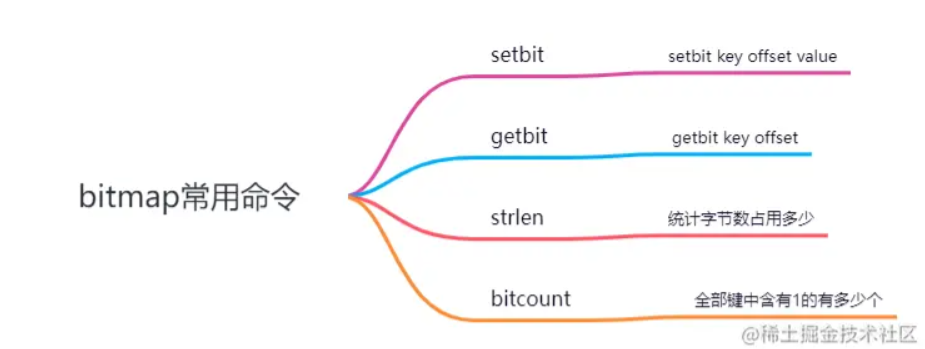 setbit
setbit key offset value
getbit
getbit key offset
bitmap常用命令
strlen
统计字节数占用多少
bitcount
全部键中含有1的有多少个
@稀土掘金技术社区